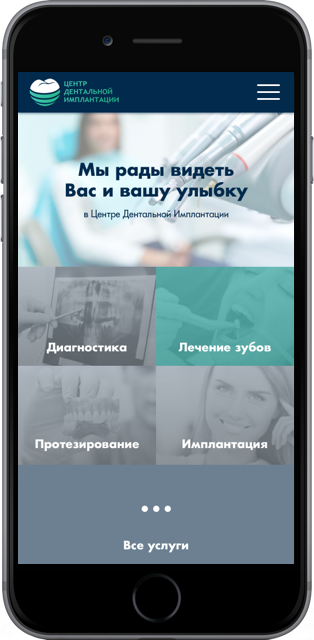 ЦЕНТР
ДЕНТАЛЬНОЙ
ИМПЛАНТАЦИИ
Мы рады видеть
Вас и вашу улыбку
в Центре Дентальной Имплантации
Диагностика
Лечение зубов
Протезирование
Имплантация
Все услуги